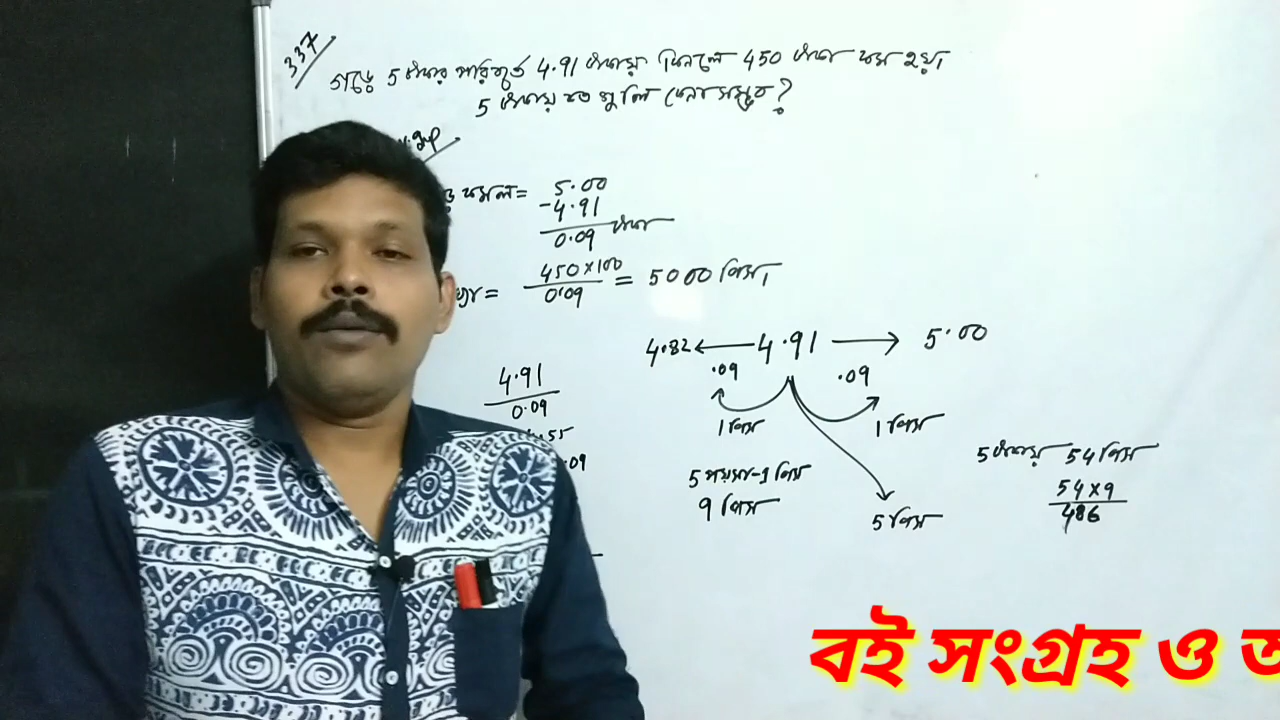 337
গড়ে 5 টাকার পরিবর্তে 4.91 টাকায় কিনলে 450 টাকা কম হয়।
5 টাকায় কত গুলি কেনা সম্ভব?
কমল= 5.00
-4.91
0.09 টাকা
= 450×100
0.09
= 5000 পিস।
4.82 ← 4.91 → 5.00
.09 .09
1 পিস 1 পিস
4.91
0.09
.09
5 পয়সা-1 পিস
9 পিস
5 পিস
5 টাকায় 54 পিস
54×9
486
বই সংগ্রহ ও